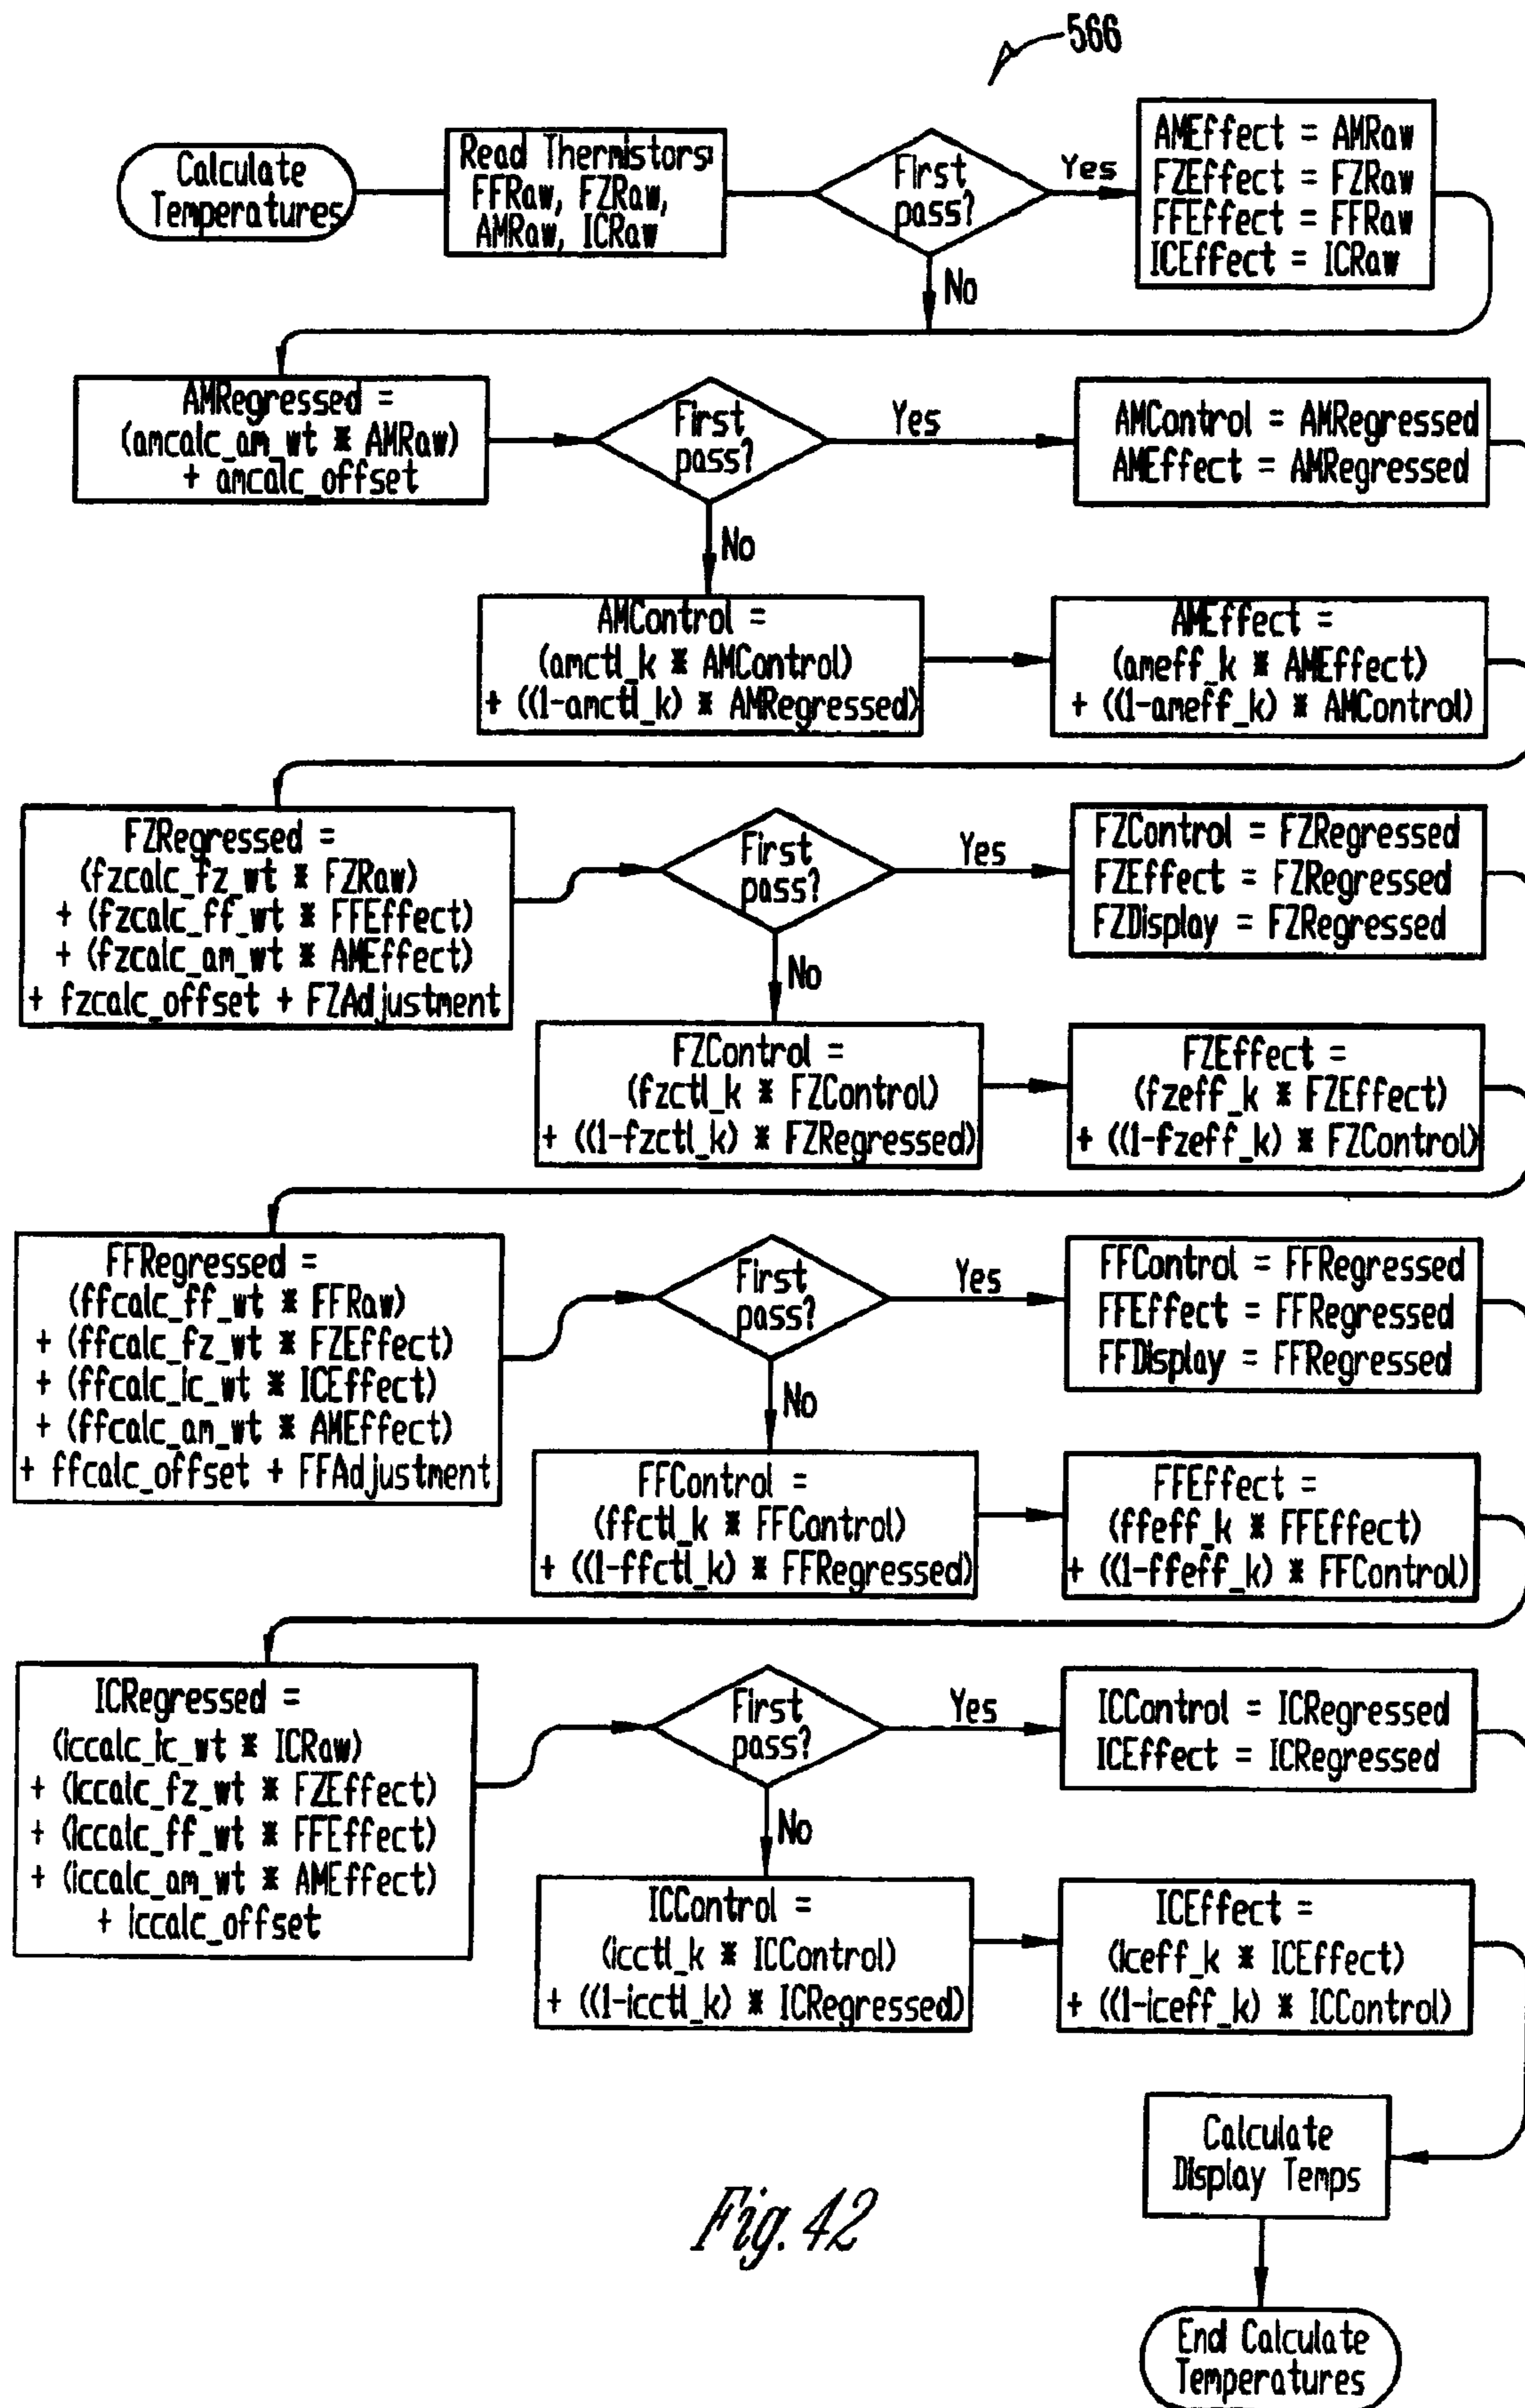 566
Calculate
Temperatures
Read Thermistors:
FFRaw, FZRaw,
AMRaw, ICRaw
First
pass?
Yes
AMEffect = AMRaw
FZEffect = FZRaw
FFEffect = FFRaw
ICEffect = ICRaw
No
AMRegressed =
(amcalc_am_wt * AMRaw)
+ amcalc_offset
First
pass?
Yes
AMControl = AMRegressed
AMEffect = AMRegressed
No
AMControl =
(amctl_k * AMControl)
+ ((1-amctl_k) * AMRegressed)
AMEffect =
(ameff_k * AMEffect)
+ ((1-ameff_k) * AMControl)
FZRegressed =
(fzcalc_fz_wt * FZRaw)
+ (fzcalc_ff_wt * FFEffect)
+ (fzcalc_am_wt * AMEffect)
+ fzcalc_offset + FZAdjustment
First
pass?
Yes
FZControl = FZRegressed
FZEffect = FZRegressed
FZDisplay = FZRegressed
No
FZControl =
(fzctl_k * FZControl)
+ ((1-fzctl_k) * FZRegressed)
FZEffect =
(fzeff_k * FZEffect)
+ ((1-fzeff_k) * FZControl)
FFRegressed =
(ffcalc_ff_wt * FFRaw)
+ (ffcalc_fz_wt * FZEffect)
+ (ffcalc_ic_wt * ICEffect)
+ (ffcalc_am_wt * AMEffect)
+ ffcalc_offset + FFAdjustment
First
pass?
Yes
FFControl = FFRegressed
FFEffect = FFRegressed
FFDisplay = FFRegressed
No
FFControl =
(ffctl_k * FFControl)
+ ((1-ffctl_k) * FFRegressed)
FFEffect =
(ffeff_k * FFEffect)
+ ((1-ffeff_k) * FFControl)
ICRegressed =
(iccalc_ic_wt * ICRaw)
+ (iccalc_fz_wt * FZEffect)
+ (iccalc_ff_wt * FFEffect)
+ (iccalc_am_wt * AMEffect)
+ iccalc_offset
First
pass?
Yes
ICControl = ICRegressed
ICEffect = ICRegressed
No
ICControl =
(icctl_k * ICControl)
+ ((1-icctl_k) * ICRegressed)
ICEffect =
(iceff_k * ICEffect)
+ ((1-iceff_k) * ICControl)
Calculate
Display Temps
Fig. 42
End Calculate
Temperatures